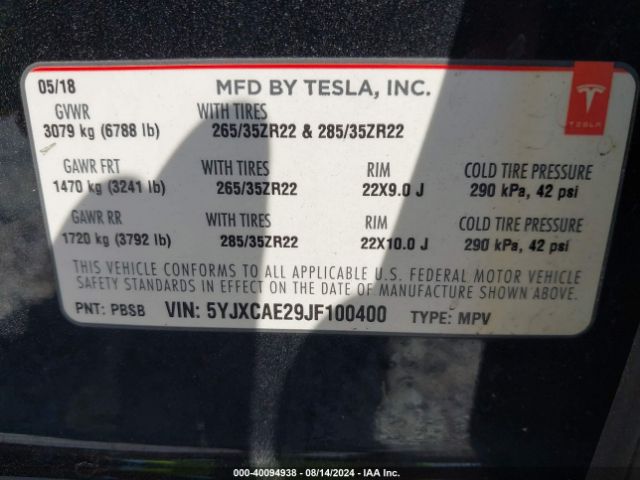 05/18 MFD BY TESLA, INC.
TESLA
GVWR WITH TIRES
3079 kg (6788 lb) 265/35ZR22 & 285/35ZR22
GAWR FRT WITH TIRES RIM COLD TIRE PRESSURE
1470 kg (3241 lb) 265/35ZR22 22X9.0 J 290 kPa, 42 psi
GAWR RR WITH TIRES RIM COLD TIRE PRESSURE
1720 kg (3792 lb) 285/35ZR22 22X10.0 J 290 kPa, 42 psi
THIS VEHICLE CONFORMS TO ALL APPLICABLE U.S. FEDERAL MOTOR VEHICLE
SAFETY STANDARDS IN EFFECT ON THE DATE OF MANUFACTURE SHOWN ABOVE.
PNT: PBSB VIN: 5YJXCAE29JF100400 TYPE: MPV
000-40094938 - 08/14/2024 - IAA Inc.